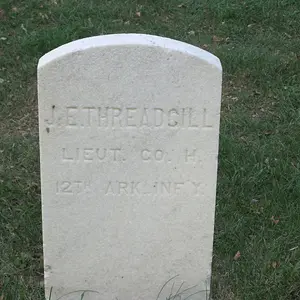 J. E. THREADGILL
LIEUT. CO. H.
12TH ARK. INF'Y.